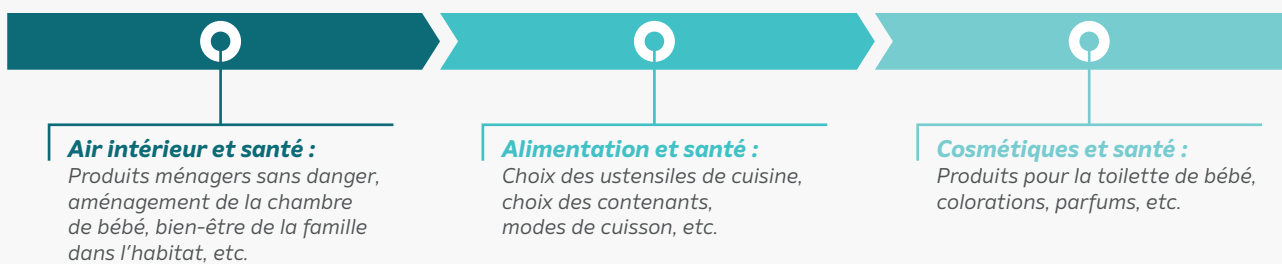 Air intérieur et santé :
Produits ménagers sans danger,
aménagement de la chambre
de bébé, bien-être de la famille
dans l'habitat, etc.
Alimentation et santé :
Choix des ustensiles de cuisine,
choix des contenants,
modes de cuisson, etc.
Cosmétiques et santé :
Produits pour la toilette de bébé,
colorations, parfums, etc.